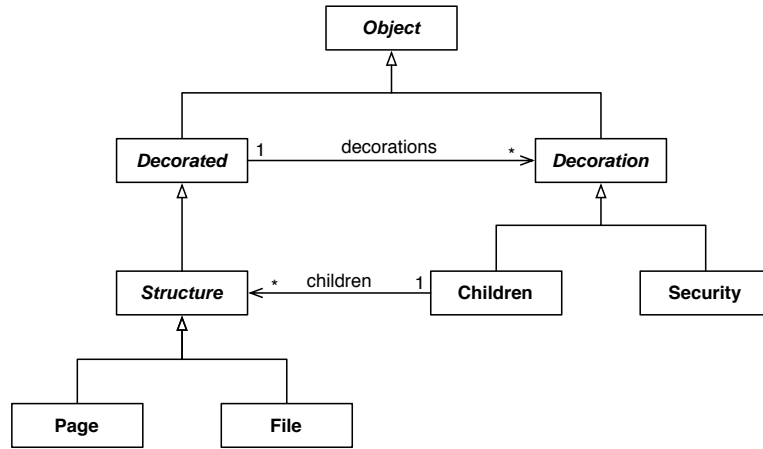 Object
Decorated
1
decorations
*
Decoration
Structure
*
children
1
Children
Security
Page
File